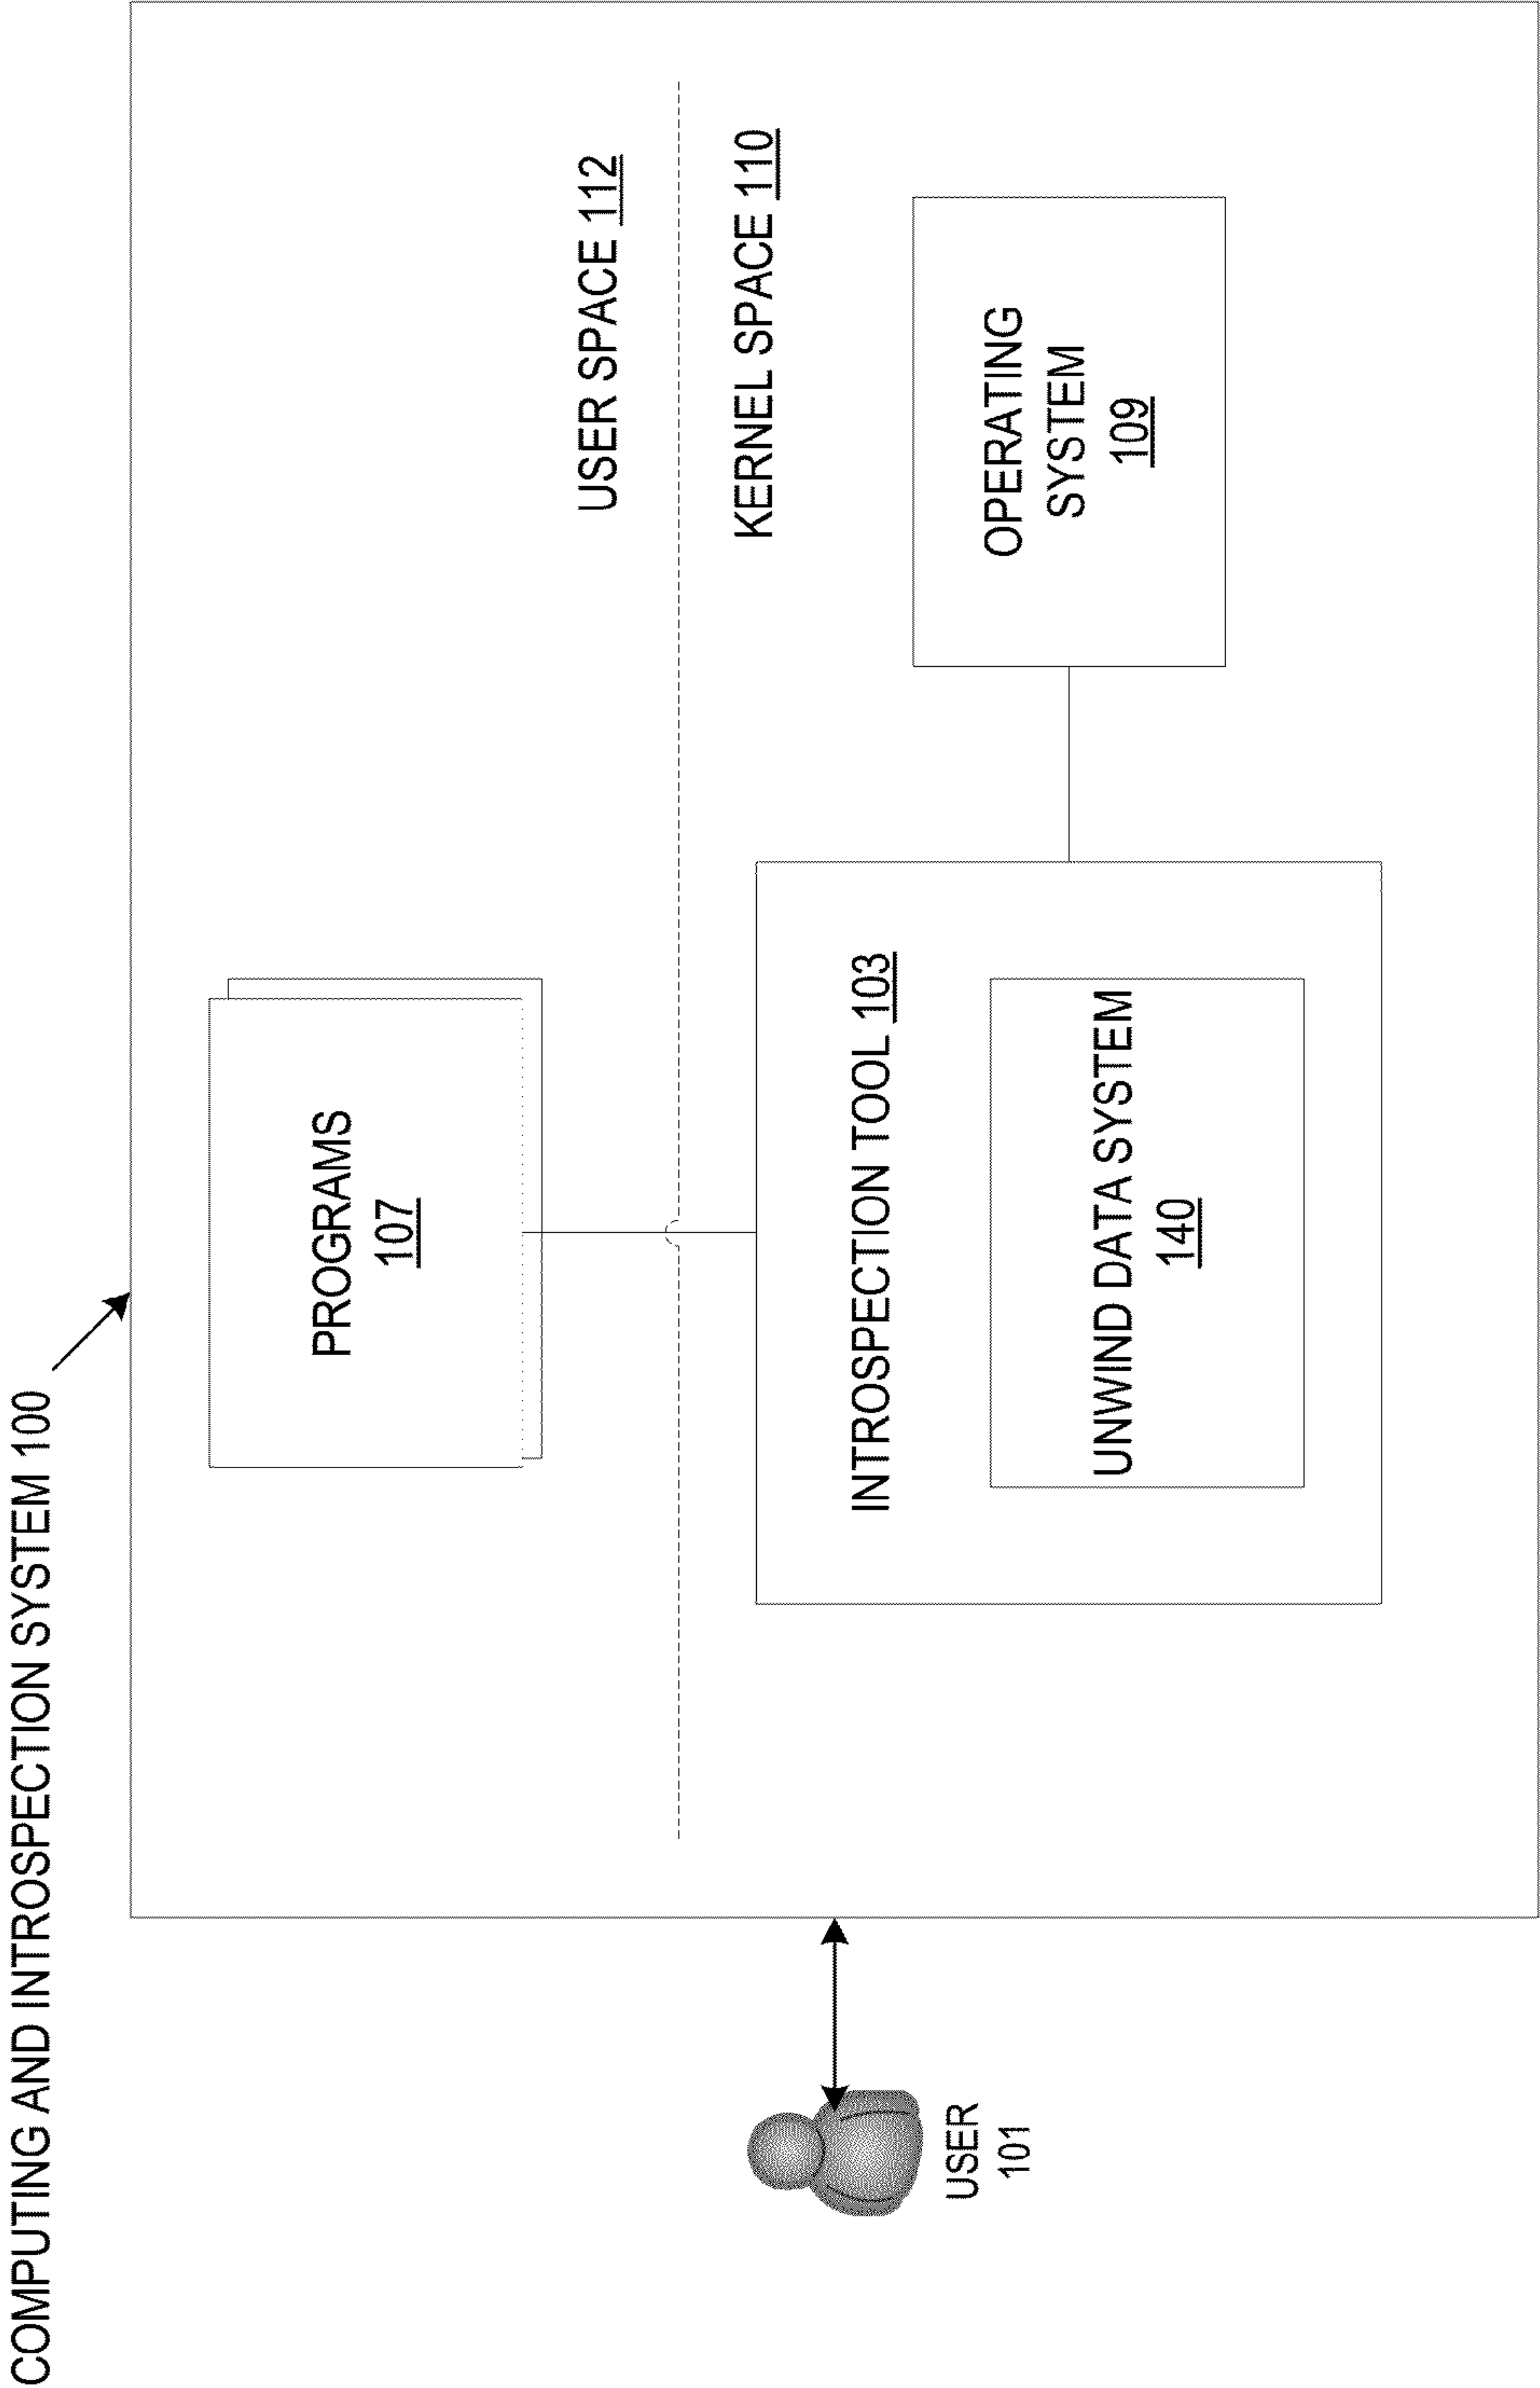 COMPUTING AND INTROSPECTION SYSTEM 100
PROGRAMS
107
USER SPACE 112
KERNEL SPACE 110
INTROSPECTION TOOL 103
UNWIND DATA SYSTEM
140
OPERATING
SYSTEM
109
USER
101